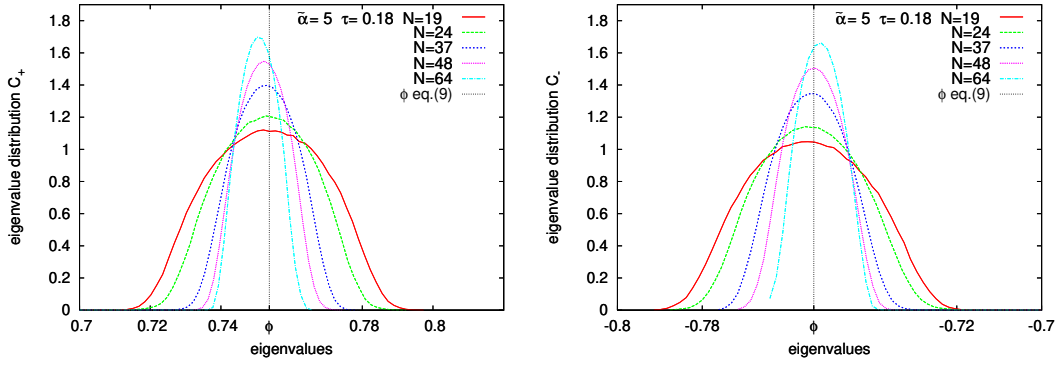 α̃= 5 τ= 0.18 N=19
N=24
N=37
N=48
N=64
ϕ eq.(9)
eigenvalue distribution C₊
1.8
1.6
1.4
1.2
1
0.8
0.6
0.4
0.2
0
0.7 0.72 0.74 ϕ 0.78 0.8
eigenvalues
α̃= 5 τ= 0.18 N=19
N=24
N=37
N=48
N=64
ϕ eq.(9)
eigenvalue distribution C₋
1.8
1.6
1.4
1.2
1
0.8
0.6
0.4
0.2
0
-0.8 -0.78 ϕ -0.72 -0.7
eigenvalues